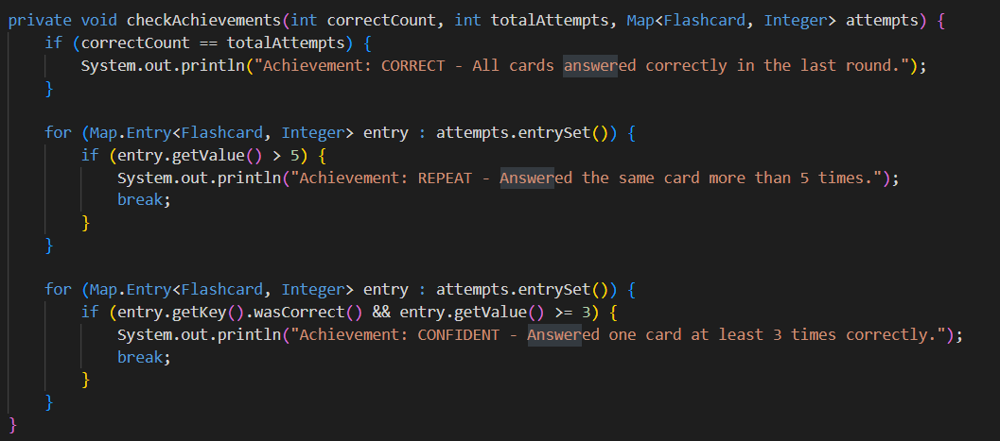 private void checkAchievements(int correctCount, int totalAttempts, Map<Flashcard, Integer> attempts) {
    if (correctCount == totalAttempts) {
        System.out.println("Achievement: CORRECT - All cards answered correctly in the last round.");
    }

    for (Map.Entry<Flashcard, Integer> entry : attempts.entrySet()) {
        if (entry.getValue() > 5) {
            System.out.println("Achievement: REPEAT - Answered the same card more than 5 times.");
            break;
        }
    }

    for (Map.Entry<Flashcard, Integer> entry : attempts.entrySet()) {
        if (entry.getKey().wasCorrect() && entry.getValue() >= 3) {
            System.out.println("Achievement: CONFIDENT - Answered one card at least 3 times correctly.");
            break;
        }
    }
}